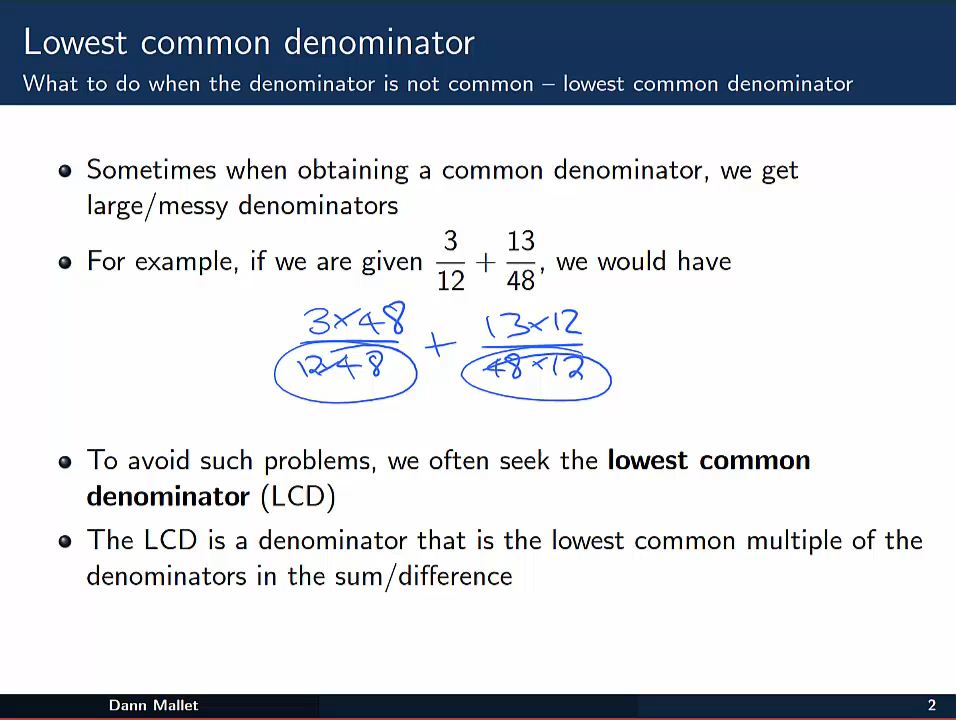 Lowest common denominator
What to do when the denominator is not common – lowest common denominator
Sometimes when obtaining a common denominator, we get
large/messy denominators
For example, if we are given 3/12 + 13/48, we would have
3×48/12×48 + 13×12/48×12
To avoid such problems, we often seek the lowest common
denominator (LCD)
The LCD is a denominator that is the lowest common multiple of the
denominators in the sum/difference
Dann Mallet 2